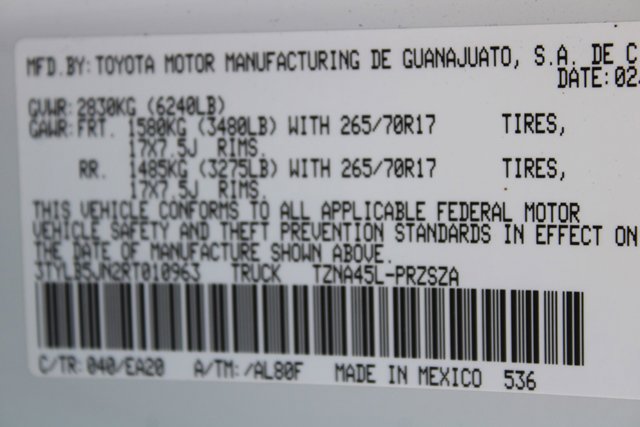 MFD.BY: TOYOTA MOTOR MANUFACTURING DE GUANAJUATO, S.A. DE C
DATE: 02
GVWR: 2830KG (6240LB)
GAWR: FRT. 1580KG (3480LB) WITH 265/70R17 TIRES,
17X7.5J RIMS.
RR. 1485KG (3275LB) WITH 265/70R17 TIRES,
17X7.5J RIMS.
THIS VEHICLE CONFORMS TO ALL APPLICABLE FEDERAL MOTOR
VEHICLE SAFETY AND THEFT PREVENTION STANDARDS IN EFFECT ON
THE DATE OF MANUFACTURE SHOWN ABOVE.
3TYLB5JN2RT010963 TRUCK TZNA45L-PRZSZA
C/TR: 040/EA20 A/TM: /AL80F MADE IN MEXICO 536